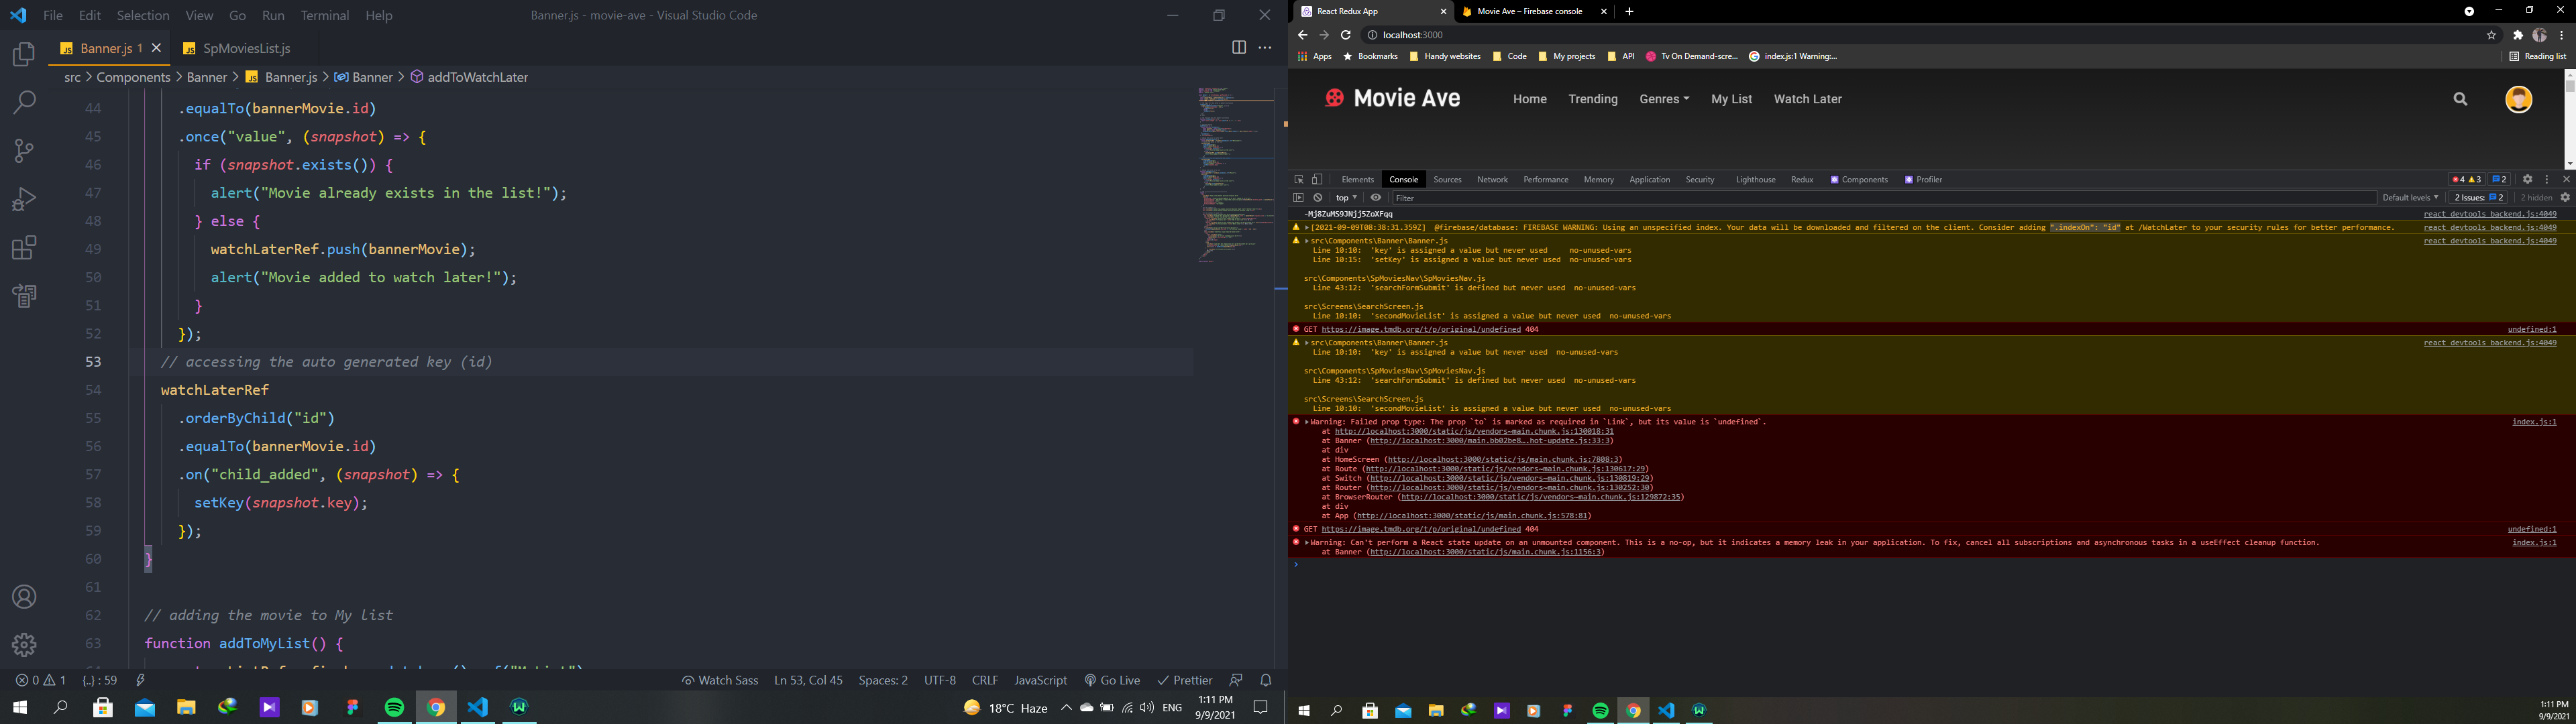 File Edit Selection View Go Run Terminal Help
Banner.js - movie-ave - Visual Studio Code
JS Banner.js 1 JS SpMoviesList.js
src > Components > Banner > JS Banner.js > Banner > addToWatchLater
44 .equalTo(bannerMovie.id)
45 .once("value", (snapshot) => {
46 if (snapshot.exists()) {
47 alert("Movie already exists in the list!");
48 } else {
49 watchLaterRef.push(bannerMovie);
50 alert("Movie added to watch later!");
51 }
52 });
53 // accessing the auto generated key (id)
54 watchLaterRef
55 .orderByChild("id")
56 .equalTo(bannerMovie.id)
57 .on("child_added", (snapshot) => {
58 setKey(snapshot.key);
59 });
60 }
61
62 // adding the movie to My list
63 function addToMyList() {
0 1 {..} : 59
Watch Sass Ln 53, Col 45 Spaces: 2 UTF-8 CRLF JavaScript Go Live Prettier
18°C Haze ENG 1:11 PM
9/9/2021
React Redux App Movie Ave – Firebase console
localhost:3000
Apps Bookmarks Handy websites Code My projects API Tv On Demand-scre... index.js:1 Warning:... Reading list
Movie Ave Home Trending Genres My List Watch Later
Elements Console Sources Network Performance Memory Application Security Lighthouse Redux Components Profiler 4 3 2
top Filter Default levels 2 Issues: 2 2 hidden
-Mj8ZuMS9JNjj5ZoXFqq react_devtools_backend.js:4049
[2021-09-09T08:38:31.359Z] @firebase/database: FIREBASE WARNING: Using an unspecified index. Your data will be downloaded and filtered on the client. Consider adding ".indexOn": "id" at /WatchLater to your security rules for better performance. react_devtools_backend.js:4049
src\Components\Banner\Banner.js react_devtools_backend.js:4049
Line 10:10: 'key' is assigned a value but never used no-unused-vars
Line 10:15: 'setKey' is assigned a value but never used no-unused-vars
src\Components\SpMoviesNav\SpMoviesNav.js
Line 43:12: 'searchFormSubmit' is defined but never used no-unused-vars
src\Screens\SearchScreen.js
Line 10:10: 'secondMovieList' is assigned a value but never used no-unused-vars
GET https://image.tmdb.org/t/p/original/undefined 404 undefined:1
src\Components\Banner\Banner.js react_devtools_backend.js:4049
Line 10:10: 'key' is assigned a value but never used no-unused-vars
src\Components\SpMoviesNav\SpMoviesNav.js
Line 43:12: 'searchFormSubmit' is defined but never used no-unused-vars
src\Screens\SearchScreen.js
Line 10:10: 'secondMovieList' is assigned a value but never used no-unused-vars
Warning: Failed prop type: The prop `to` is marked as required in `Link`, but its value is `undefined`. index.js:1
at http://localhost:3000/static/js/vendors~main.chunk.js:130018:31
at Banner (http://localhost:3000/main.bb02be8….hot-update.js:33:3)
at div
at HomeScreen (http://localhost:3000/static/js/main.chunk.js:7808:3)
at Route (http://localhost:3000/static/js/vendors~main.chunk.js:130617:29)
at Switch (http://localhost:3000/static/js/vendors~main.chunk.js:130819:29)
at Router (http://localhost:3000/static/js/vendors~main.chunk.js:130252:30)
at BrowserRouter (http://localhost:3000/static/js/vendors~main.chunk.js:129872:35)
at div
at App (http://localhost:3000/static/js/main.chunk.js:578:81)
GET https://image.tmdb.org/t/p/original/undefined 404 undefined:1
Warning: Can't perform a React state update on an unmounted component. This is a no-op, but it indicates a memory leak in your application. To fix, cancel all subscriptions and asynchronous tasks in a useEffect cleanup function. index.js:1
at Banner (http://localhost:3000/static/js/main.chunk.js:1156:3)
1:11 PM
9/9/2021